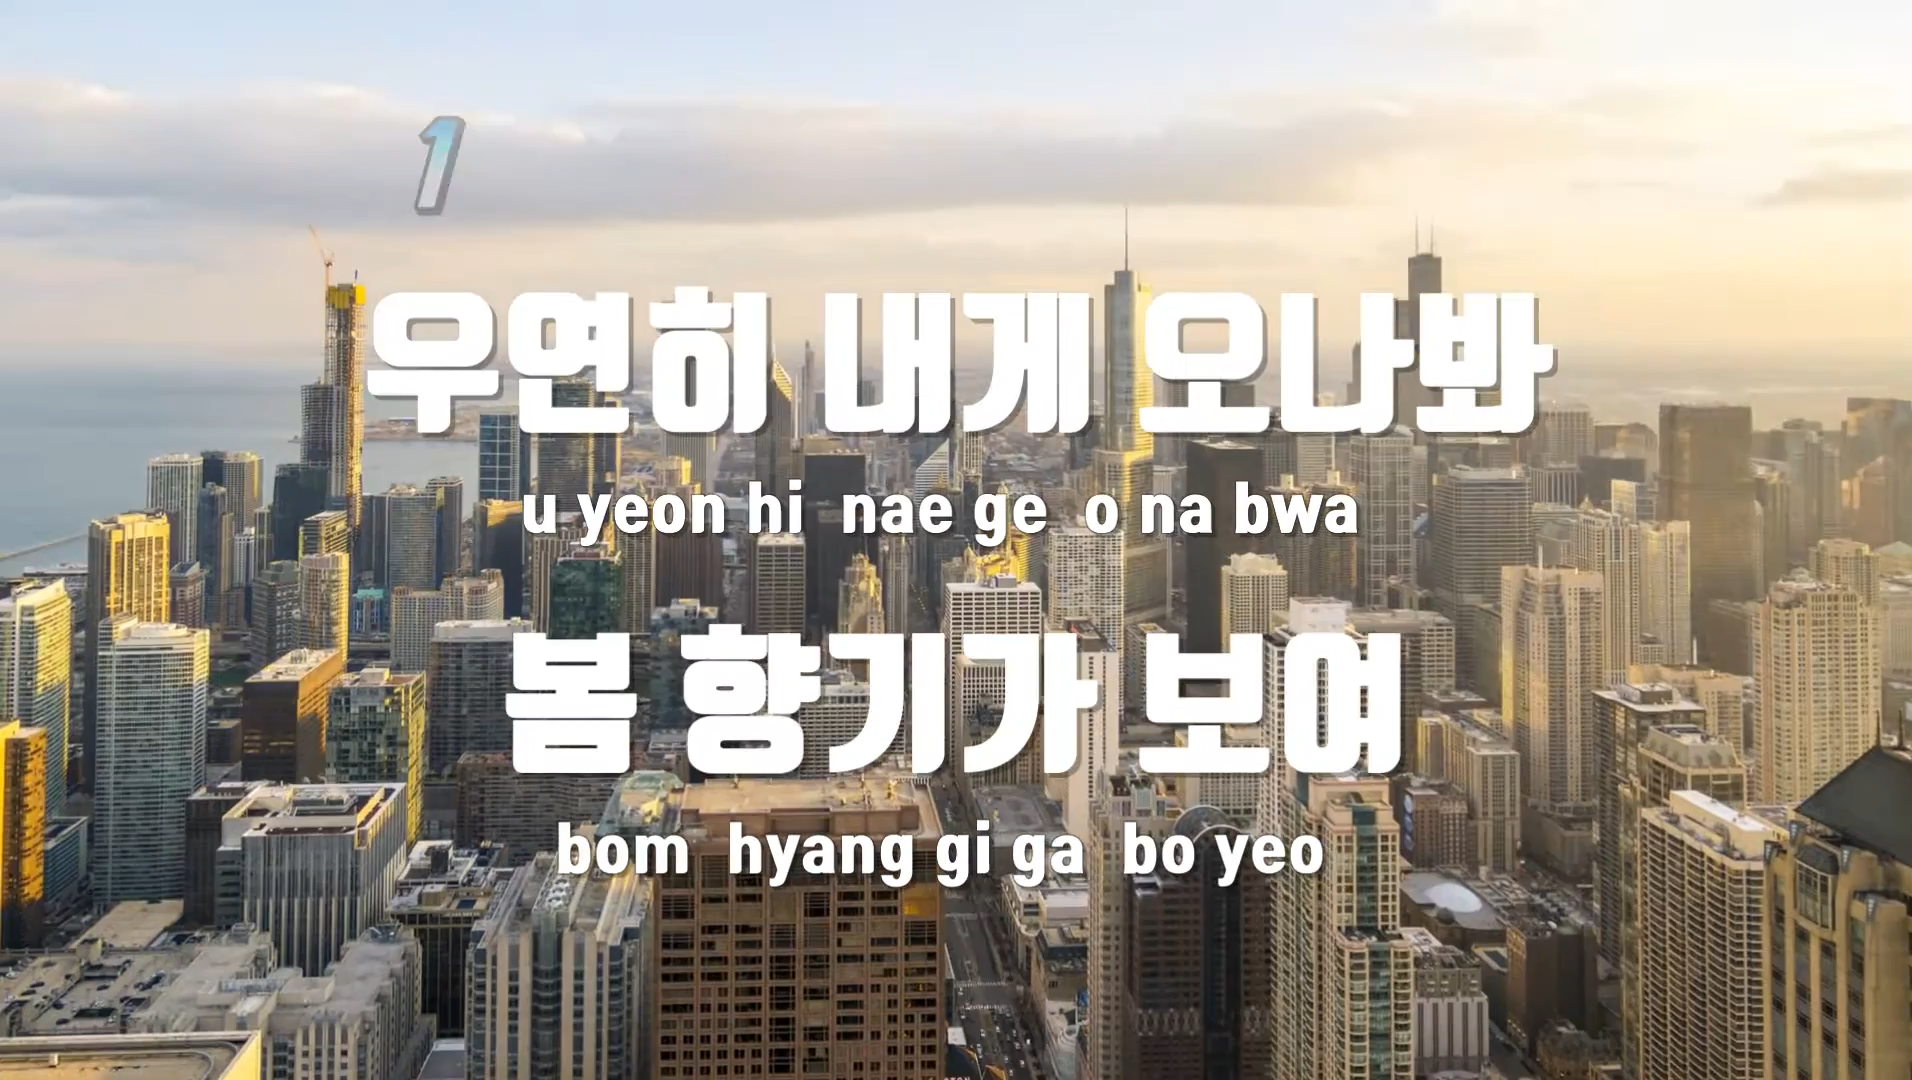 1
우연히 내게 오나봐
u yeon hi nae ge o na bwa
봄 향기가 보여
bom hyang gi ga bo yeo